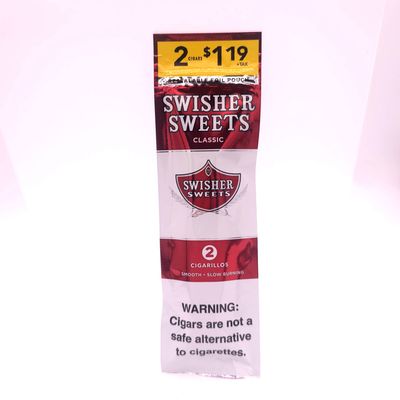 2 CIGARS $1.19 +TAX
RESEALABLE FOIL POUCH
SWISHER
SWEETS
CLASSIC
SWISHER
SWEETS
2
CIGARILLOS
SMOOTH • SLOW BURNING
WARNING:
Cigars are not a
safe alternative
to cigarettes.